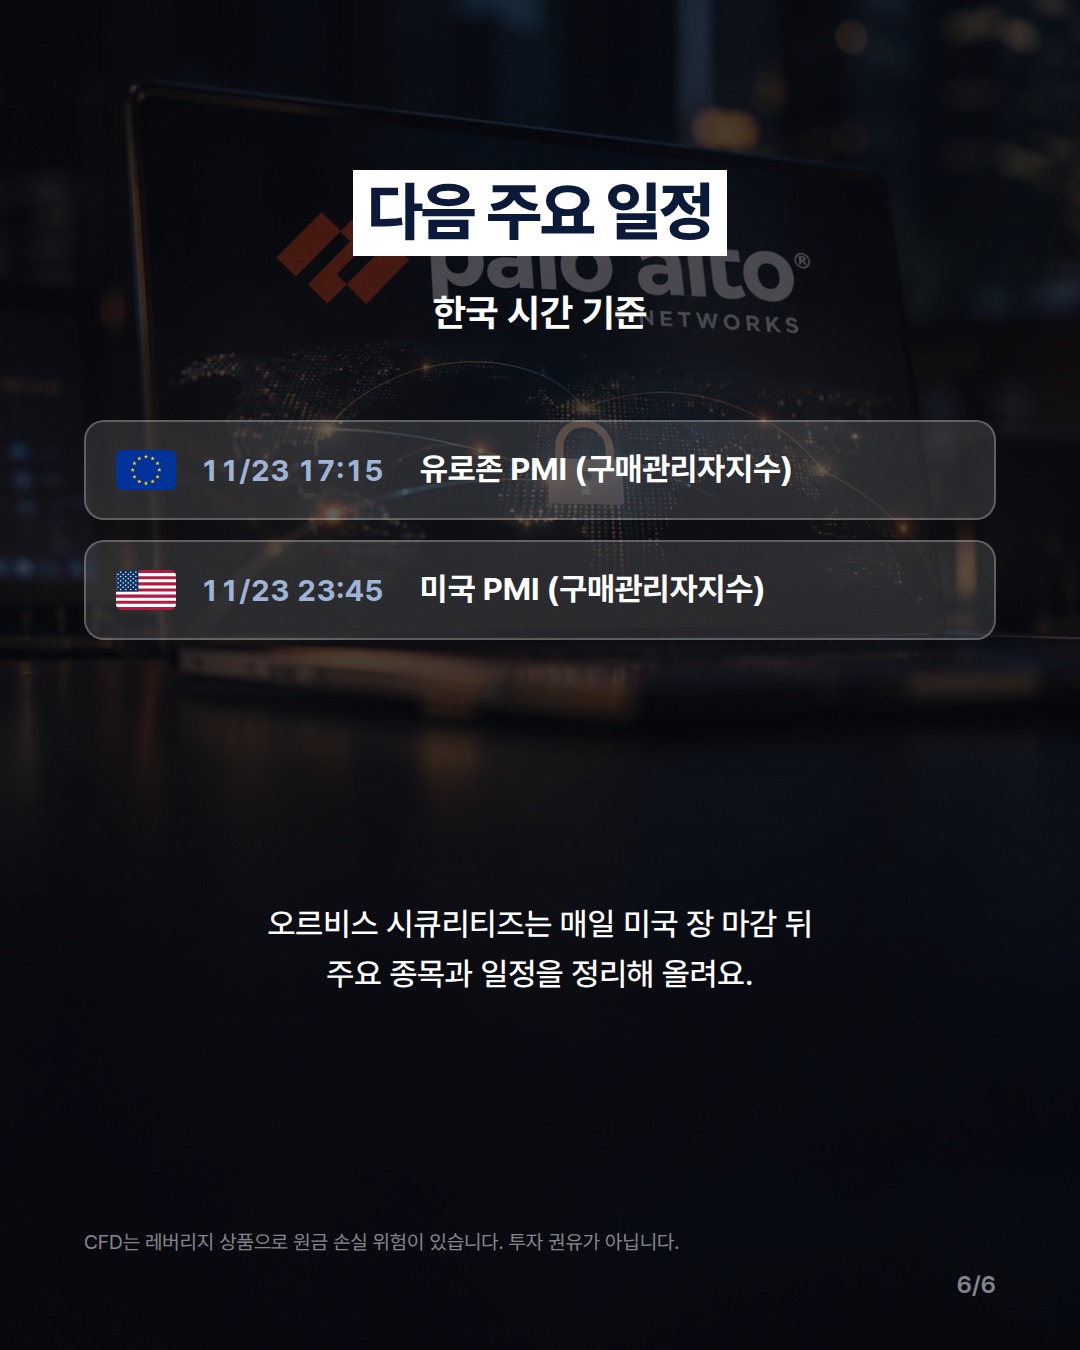 다음 주요 일정
palo alto®
NETWORKS
한국 시간 기준
11/23 17:15 유로존 PMI (구매관리자지수)
11/23 23:45 미국 PMI (구매관리자지수)
오르비스 시큐리티즈는 매일 미국 장 마감 뒤
주요 종목과 일정을 정리해 올려요.
CFD는 레버리지 상품으로 원금 손실 위험이 있습니다. 투자 권유가 아닙니다.
6/6